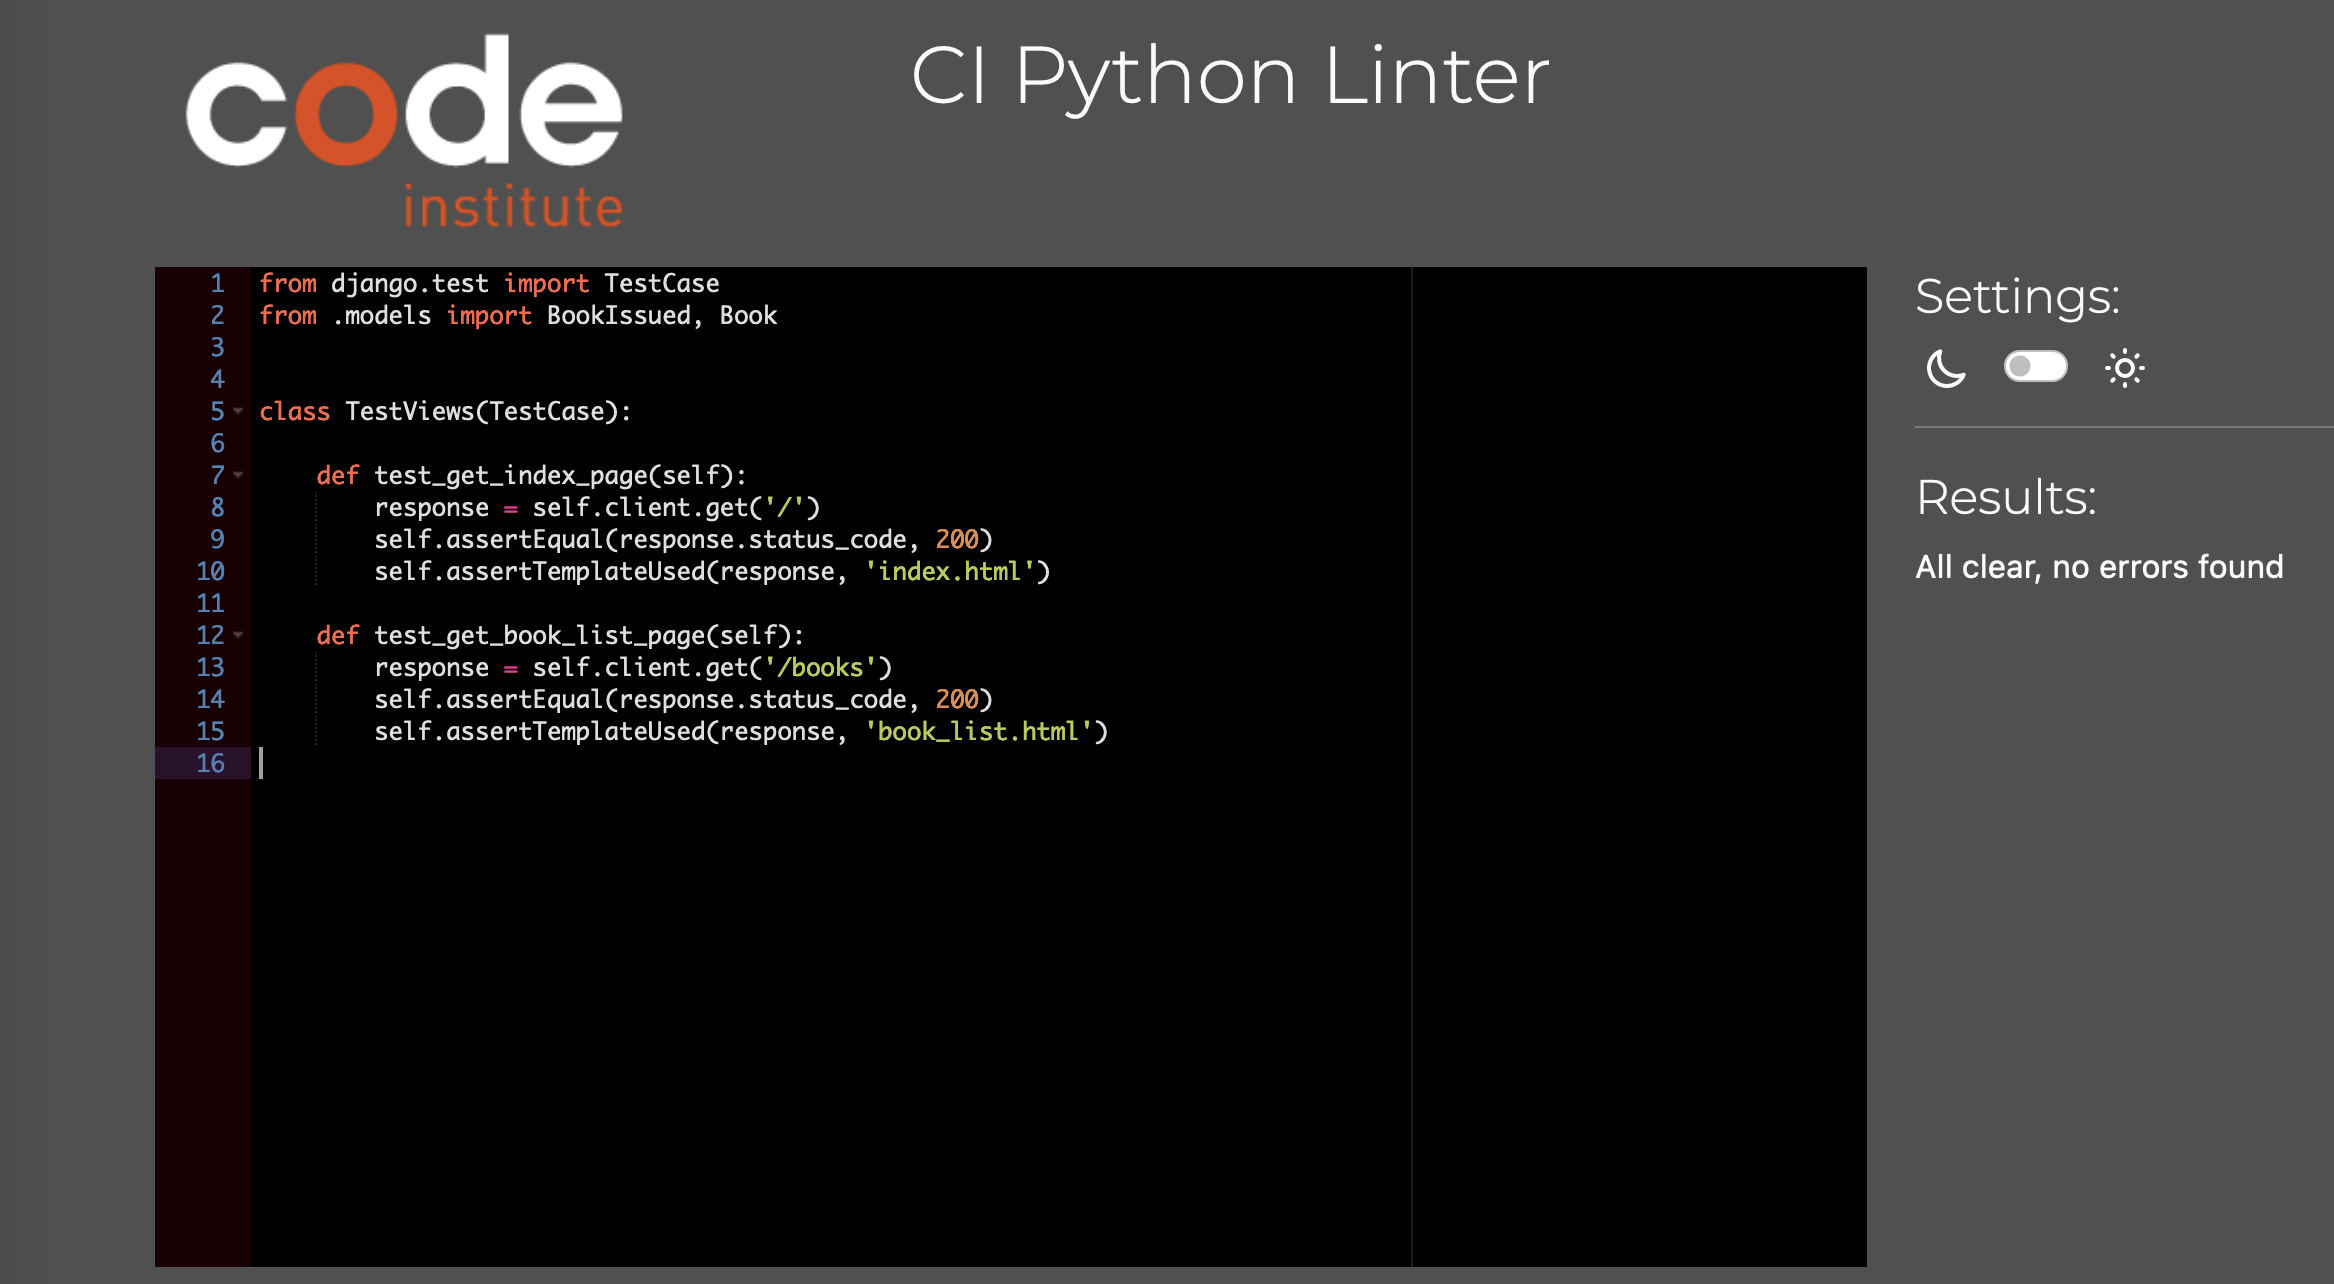 code
institute
CI Python Linter
1 from django.test import TestCase
2 from .models import BookIssued, Book
3
4
5 class TestViews(TestCase):
6
7     def test_get_index_page(self):
8         response = self.client.get('/')
9         self.assertEqual(response.status_code, 200)
10         self.assertTemplateUsed(response, 'index.html')
11
12     def test_get_book_list_page(self):
13         response = self.client.get('/books')
14         self.assertEqual(response.status_code, 200)
15         self.assertTemplateUsed(response, 'book_list.html')
16
Settings:
Results:
All clear, no errors found